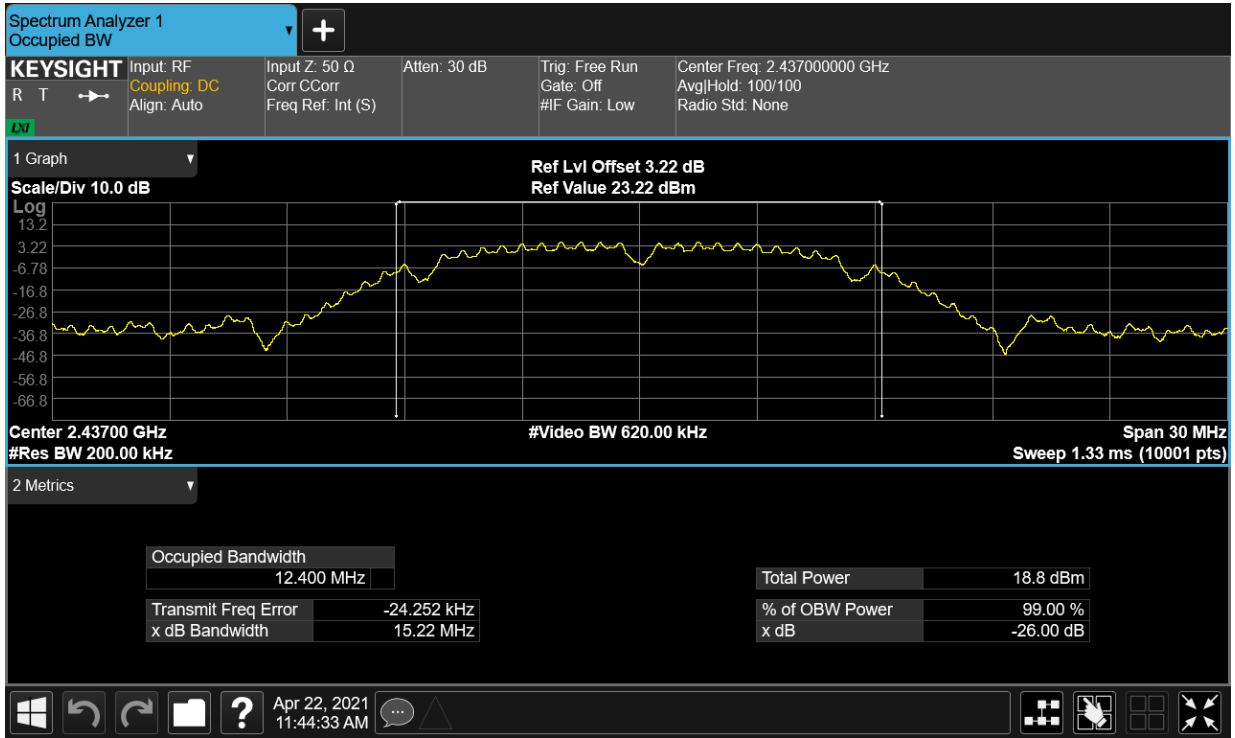 Spectrum Analyzer 1
Occupied BW
KEYSIGHT
R T
LXI
Input: RF
Coupling: DC
Align: Auto
Input Z: 50 Ω
Corr CCorr
Freq Ref: Int (S)
Atten: 30 dB
Trig: Free Run
Gate: Off
#IF Gain: Low
Center Freq: 2.437000000 GHz
Avg|Hold: 100/100
Radio Std: None
1 Graph
Scale/Div 10.0 dB
Ref Lvl Offset 3.22 dB
Ref Value 23.22 dBm
Log
13.2
3.22
-6.78
-16.8
-26.8
-36.8
-46.8
-56.8
-66.8
Center 2.43700 GHz
#Res BW 200.00 kHz
#Video BW 620.00 kHz
Span 30 MHz
Sweep 1.33 ms (10001 pts)
2 Metrics
Occupied Bandwidth
12.400 MHz
Transmit Freq Error -24.252 kHz
x dB Bandwidth 15.22 MHz
Total Power 18.8 dBm
% of OBW Power 99.00 %
x dB -26.00 dB
?
Apr 22, 2021
11:44:33 AM